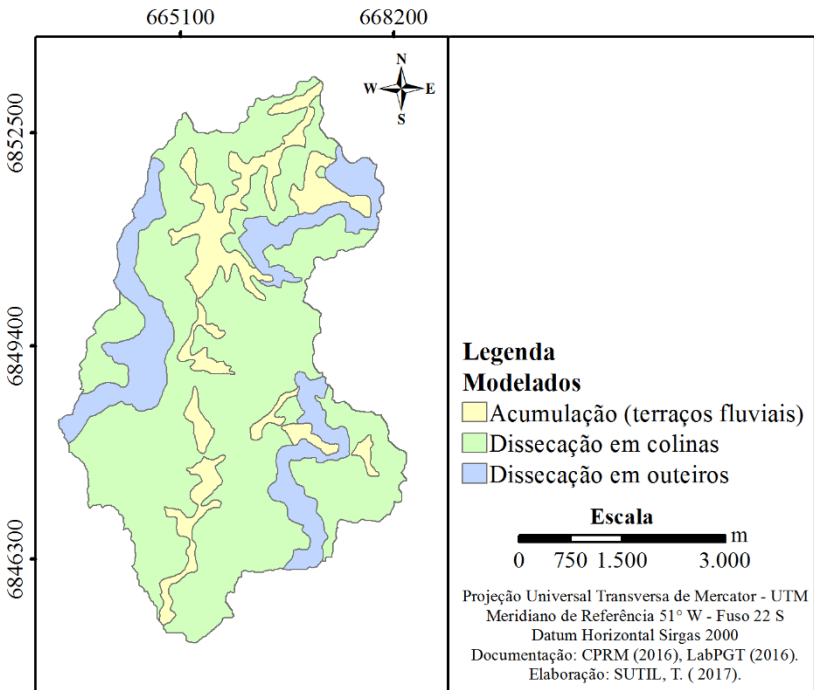 665100
668200
N
W
E
S
6852500
6849400
6846300
Legenda
Modelados
Acumulação (terraços fluviais)
Dissecação em colinas
Dissecação em outeiros
Escala
m
0 750 1.500 3.000
Projeção Universal Transversa de Mercator - UTM
Meridiano de Referência 51° W - Fuso 22 S
Datum Horizontal Sirgas 2000
Documentação: CPRM (2016), LabPGT (2016).
Elaboração: SUTIL, T. ( 2017).